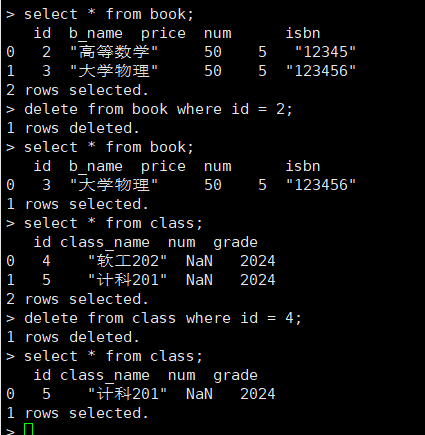 > select * from book;
id b_name price num isbn
0 2 "高等数学" 50 5 "12345"
1 3 "大学物理" 50 5 "123456"
2 rows selected.
> delete from book where id = 2;
1 rows deleted.
> select * from book;
id b_name price num isbn
0 3 "大学物理" 50 5 "123456"
1 rows selected.
> select * from class;
id class_name num grade
0 4 "软工202" NaN 2024
1 5 "计科201" NaN 2024
2 rows selected.
> delete from class where id = 4;
1 rows deleted.
> select * from class;
id class_name num grade
0 5 "计科201" NaN 2024
1 rows selected.
>